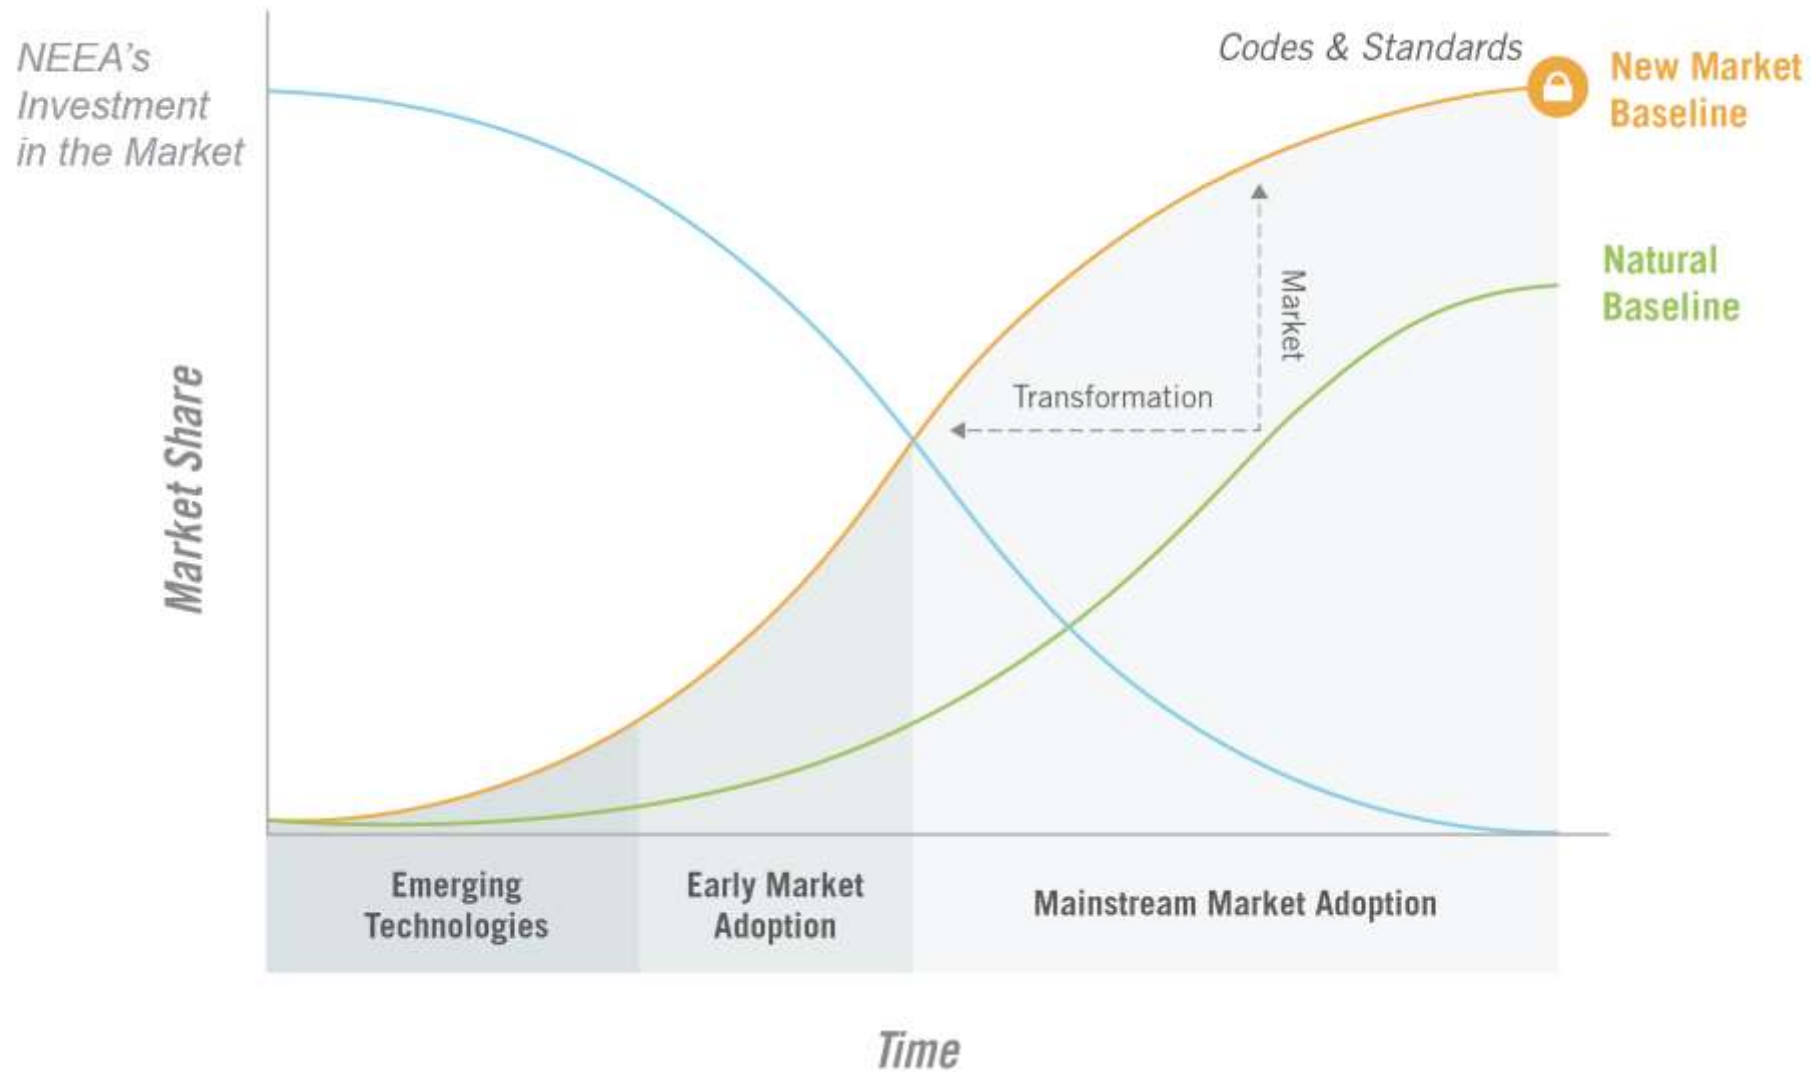 NEEA's
Investment
in the Market
Codes & Standards
New Market
Baseline
Natural
Baseline
Market
Transformation
Market Share
Emerging
Technologies
Early Market
Adoption
Mainstream Market Adoption
Time